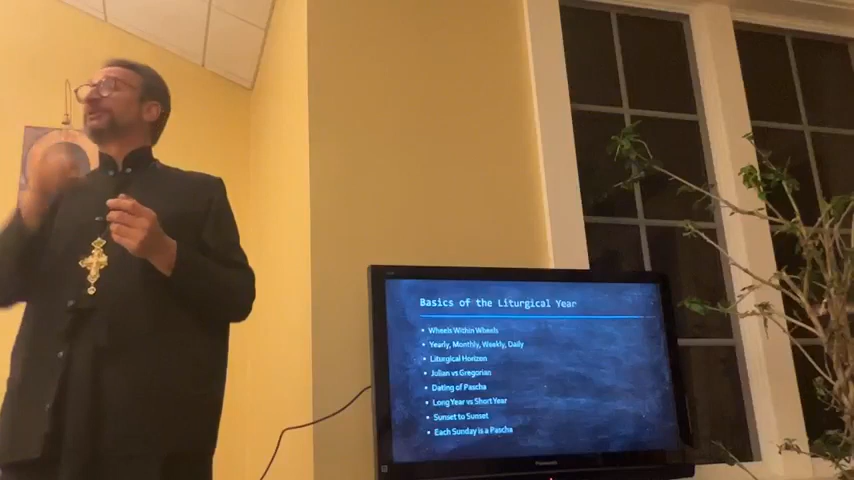 Basics of the Liturgical Year
• Wheels Within Wheels
• Yearly, Monthly, Weekly, Daily
• Liturgical Horizon
• Julian vs Gregorian
• Dating of Pascha
• Long Year vs Short Year
• Sunset to Sunset
• Each Sunday is a Pascha
Panasonic